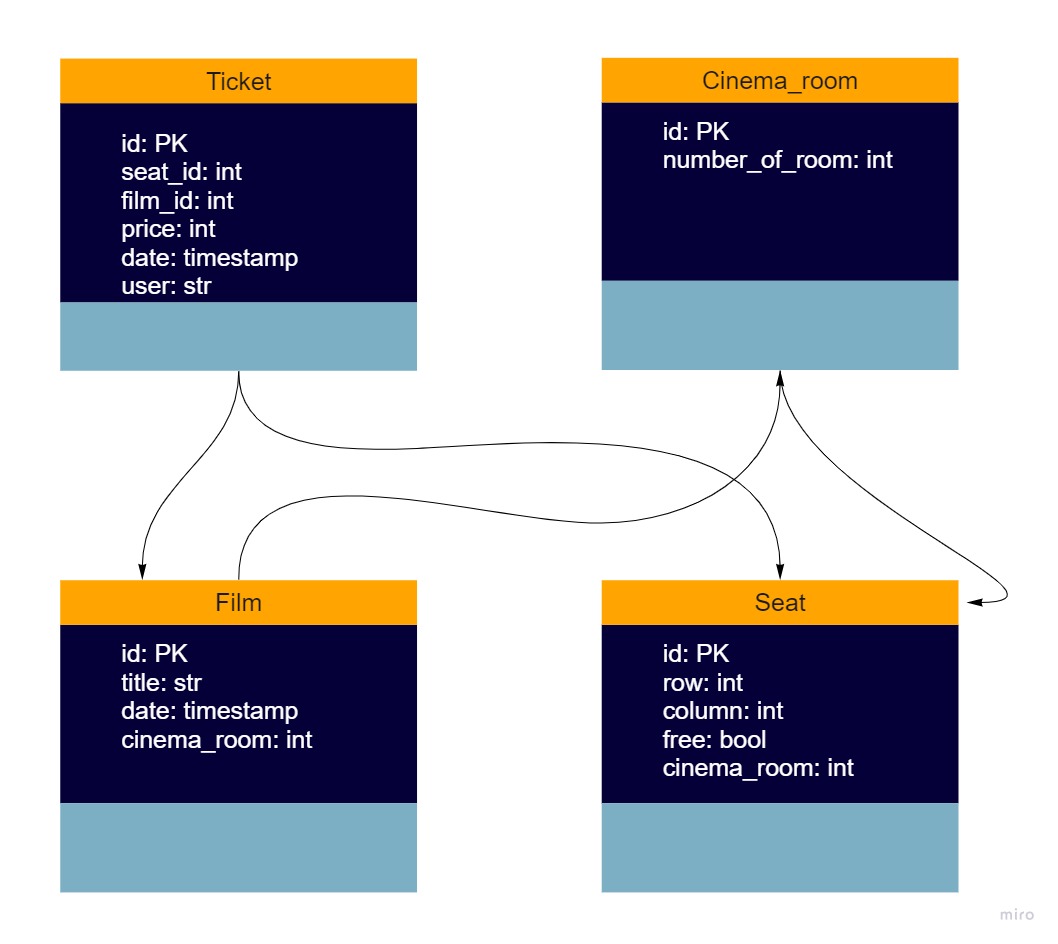 Ticket
id: PK
seat_id: int
film_id: int
price: int
date: timestamp
user: str
Cinema_room
id: PK
number_of_room: int
Film
id: PK
title: str
date: timestamp
cinema_room: int
Seat
id: PK
row: int
column: int
free: bool
cinema_room: int
miro